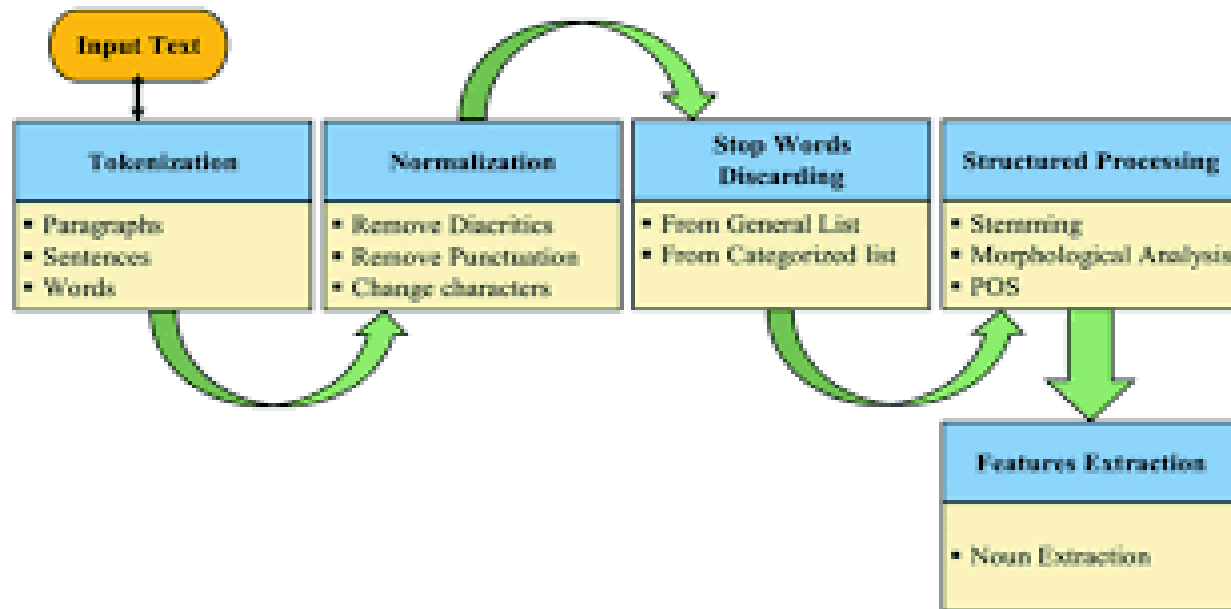 Input Text
Tokenization
▪ Paragraphs
▪ Sentences
▪ Words
Normalization
▪ Remove Diacritics
▪ Remove Punctuation
▪ Change characters
Stop Words
Discarding
▪ From General List
▪ From Categorized list
Structured Processing
▪ Stemming
▪ Morphological Analysis
▪ POS
Features Extraction
▪ Noun Extraction